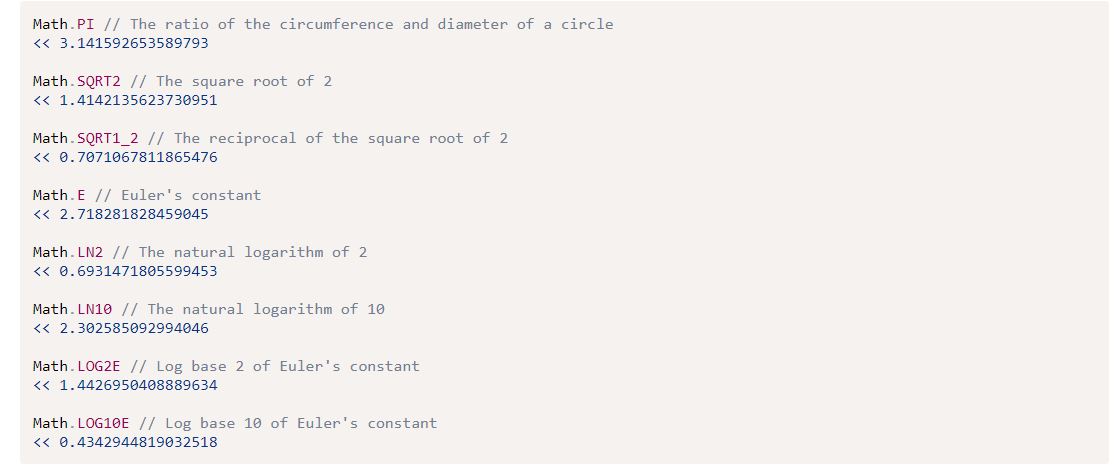 Math.PI // The ratio of the circumference and diameter of a circle
<< 3.141592653589793
Math.SQRT2 // The square root of 2
<< 1.4142135623730951
Math.SQRT1_2 // The reciprocal of the square root of 2
<< 0.7071067811865476
Math.E // Euler's constant
<< 2.718281828459045
Math.LN2 // The natural logarithm of 2
<< 0.6931471805599453
Math.LN10 // The natural logarithm of 10
<< 2.302585092994046
Math.LOG2E // Log base 2 of Euler's constant
<< 1.4426950408889634
Math.LOG10E // Log base 10 of Euler's constant
<< 0.4342944819032518